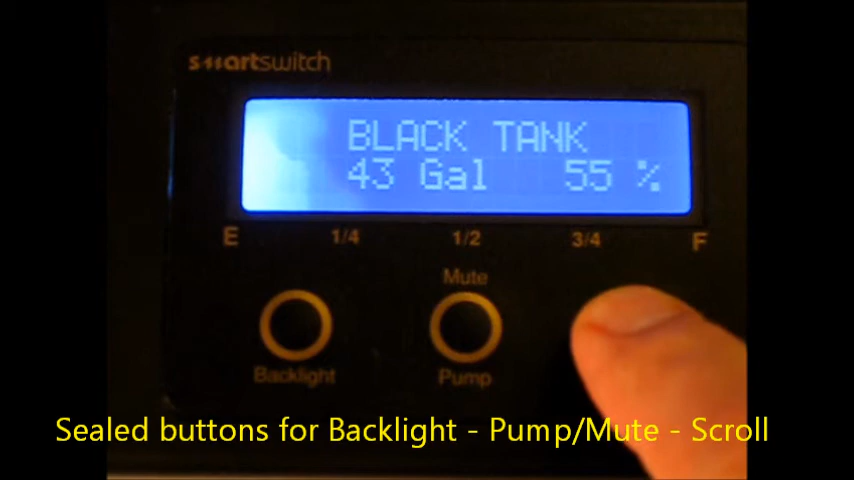 smartswitch
BLACK TANK
43 Gal 55 %
E 1/4 1/2 3/4 F
Mute
Backlight Pump
Sealed buttons for Backlight - Pump/Mute - Scroll